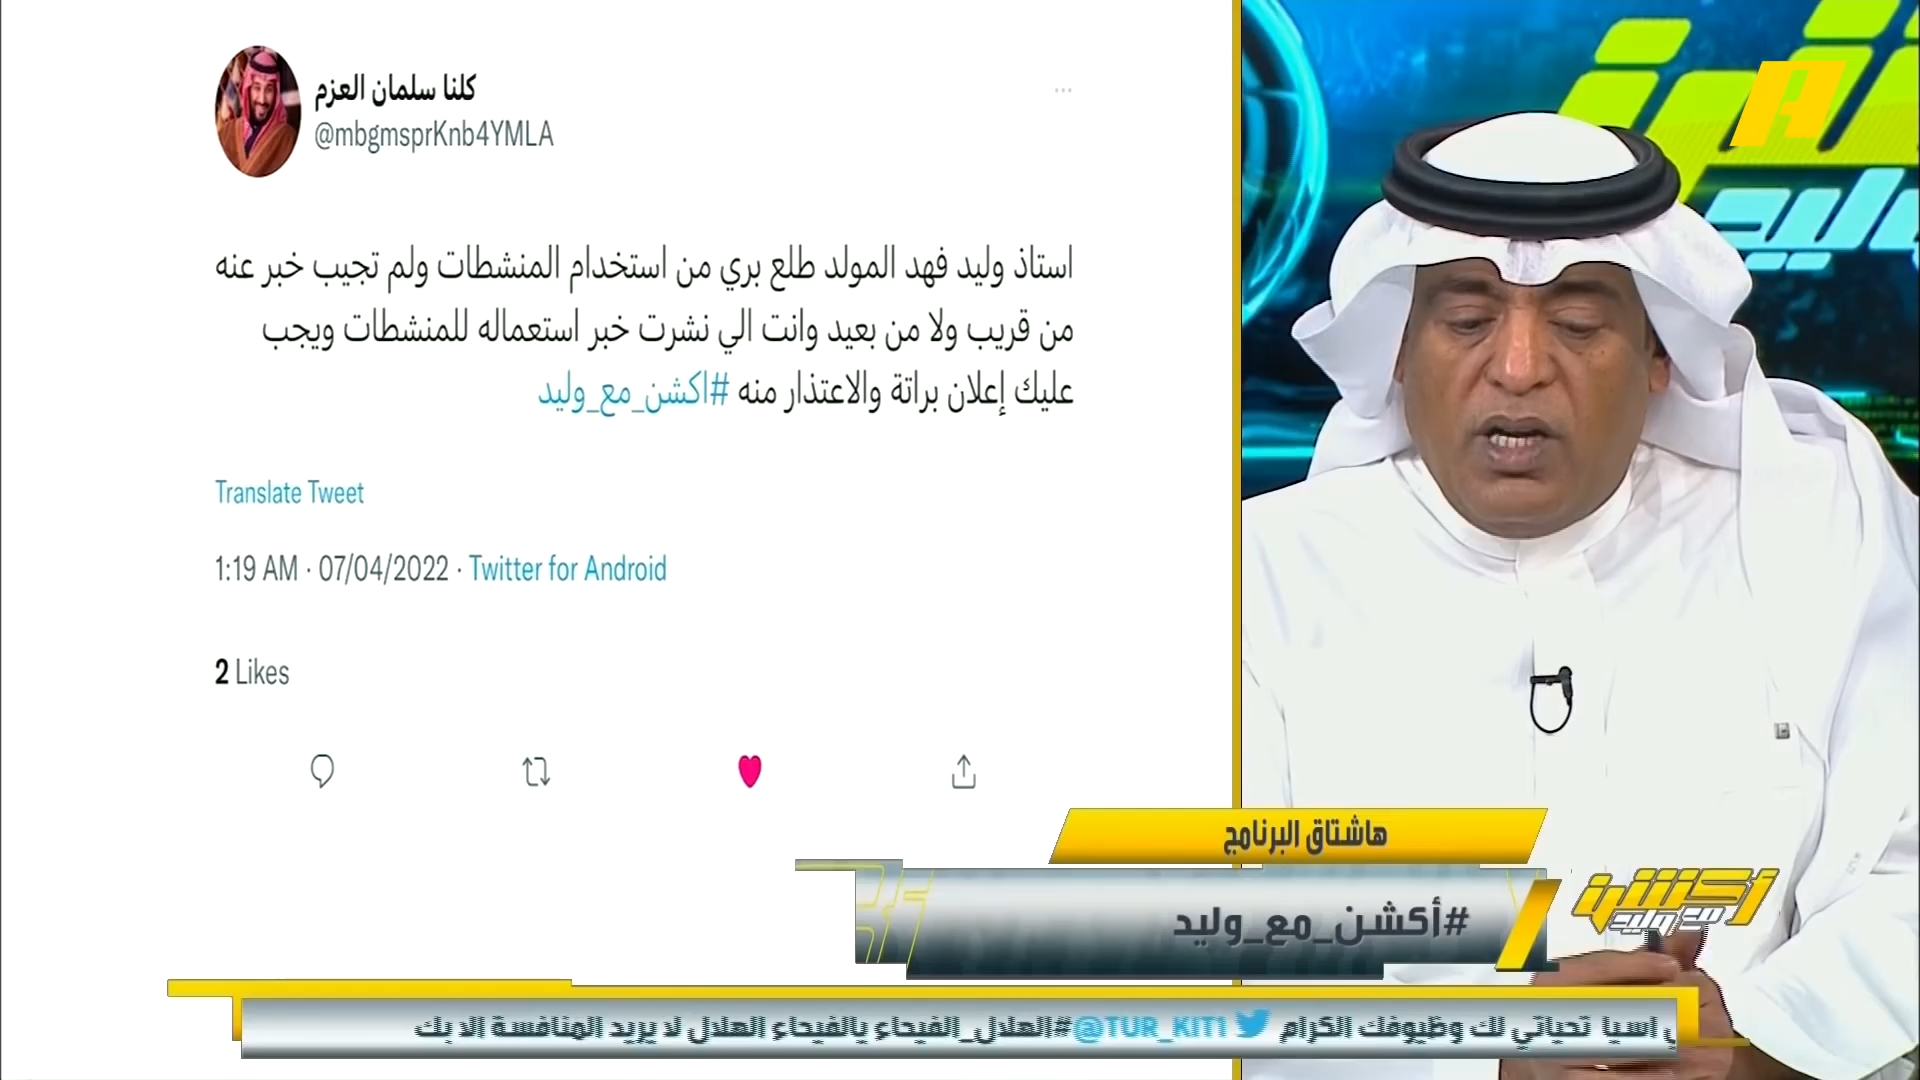 كلنا سلمان العزم
@mbgmsprKnb4YMLA
استاذ وليد فهد المولد طلع بري من استخدام المنشطات ولم تجيب خبر عنه
من قريب ولا من بعيد وانت الي نشرت خبر استعماله للمنشطات ويجب
عليك إعلان براتة والاعتذار منه #اكشن_مع_وليد
Translate Tweet
1:19 AM · 07/04/2022 · Twitter for Android
2 Likes
هاشتاق البرنامج
#أكشن_مع_وليد
أكشن
مع وليد
اسيا تحياتي لك وظيوفك الكرام @TUR_KIT1 #الهلال_الفيحاء يالفيحاء الهلال لا يريد المنافسة الا بك